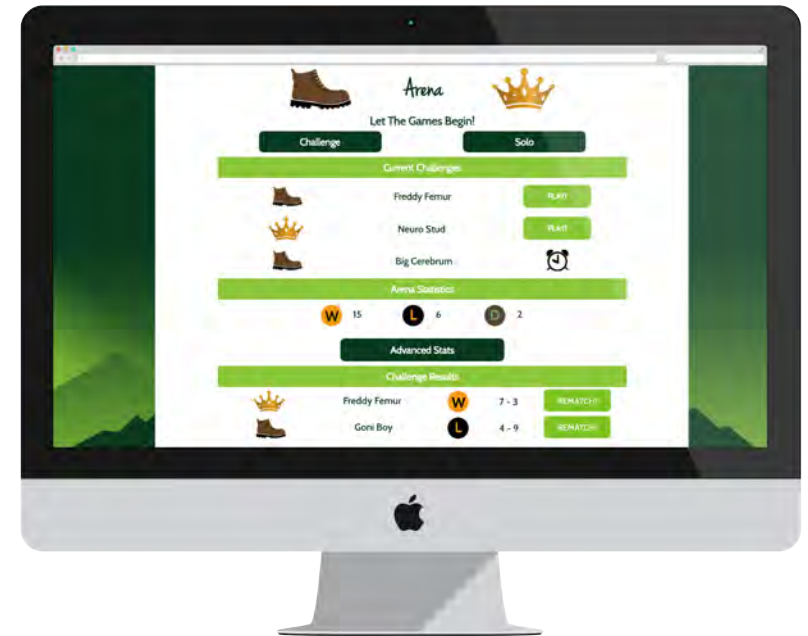 Arena
Let The Games Begin!
Challenge Solo
Current Challenges
Freddy Femur PLAY!
Neuro Stud PLAY!
Big Cerebrum
Arena Statistics
W 15 L 6 D 2
Advanced Stats
Challenge Results
Freddy Femur W 7 - 3 REMATCH!
Goni Boy L 4 - 9 REMATCH!